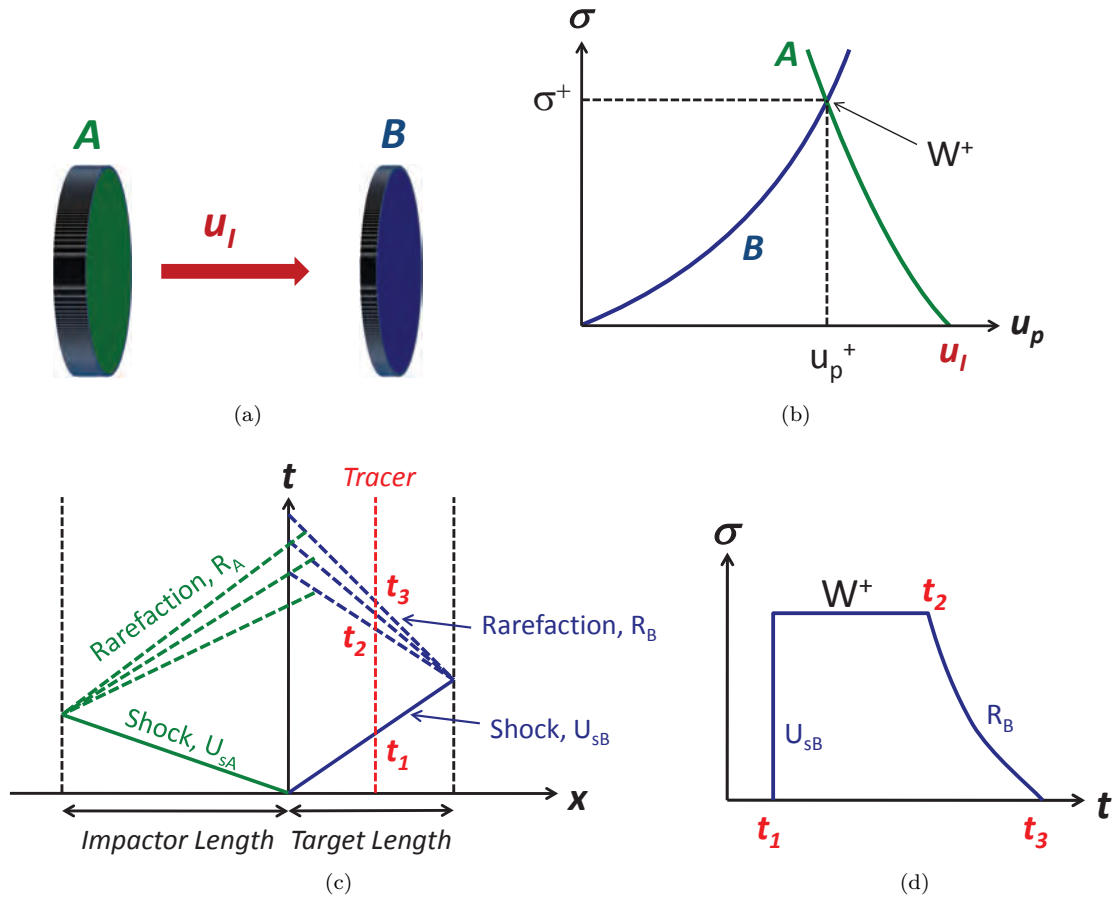 A
B
u_I
(a)
σ
A
σ⁺
W⁺
B
u_p⁺
u_I
u_p
(b)
t
Tracer
Rarefaction, R_A
t_3
Rarefaction, R_B
t_2
Shock, U_sA
Shock, U_sB
t_1
x
Impactor Length
Target Length
(c)
σ
W⁺
t_2
U_sB
R_B
t_1
t_3
t
(d)